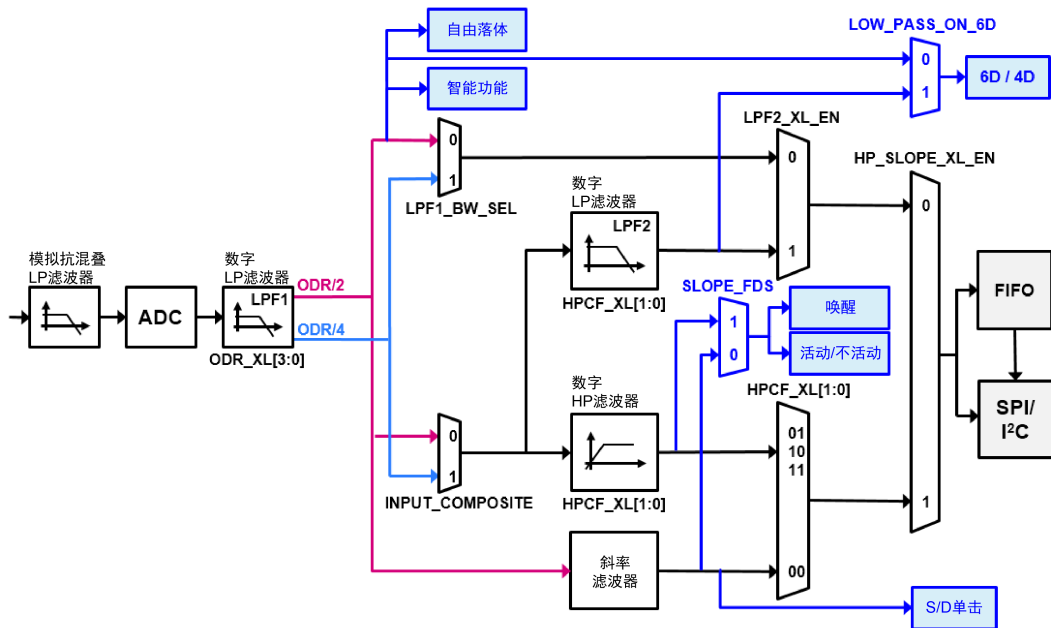 自由落体
智能功能
LOW_PASS_ON_6D
0
1
6D / 4D
0
1
LPF1_BW_SEL
LPF2_XL_EN
0
1
HP_SLOPE_XL_EN
0
1
数字
LP滤波器
LPF2
HPCF_XL[1:0]
模拟抗混叠
LP滤波器
ADC
数字
LP滤波器
LPF1
ODR_XL[3:0]
ODR/2
ODR/4
SLOPE_FDS
1
0
唤醒
活动/不活动
FIFO
SPI/
I²C
数字
HP滤波器
HPCF_XL[1:0]
HPCF_XL[1:0]
01
10
11
00
0
1
INPUT_COMPOSITE
斜率
滤波器
S/D单击